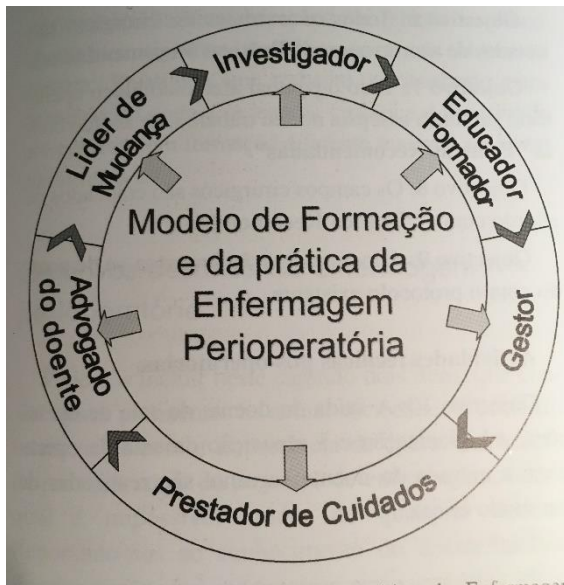 Investigador
Educador
Formador
Gestor
Prestador de Cuidados
Advogado
do doente
Lider de
Mudança
Modelo de Formação
e da prática da
Enfermagem
Perioperatória